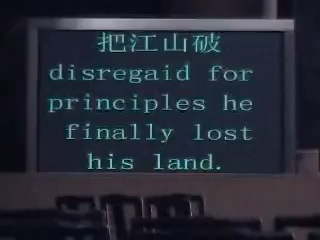 把江山破
disregaid for
principles he
finally lost
his land.